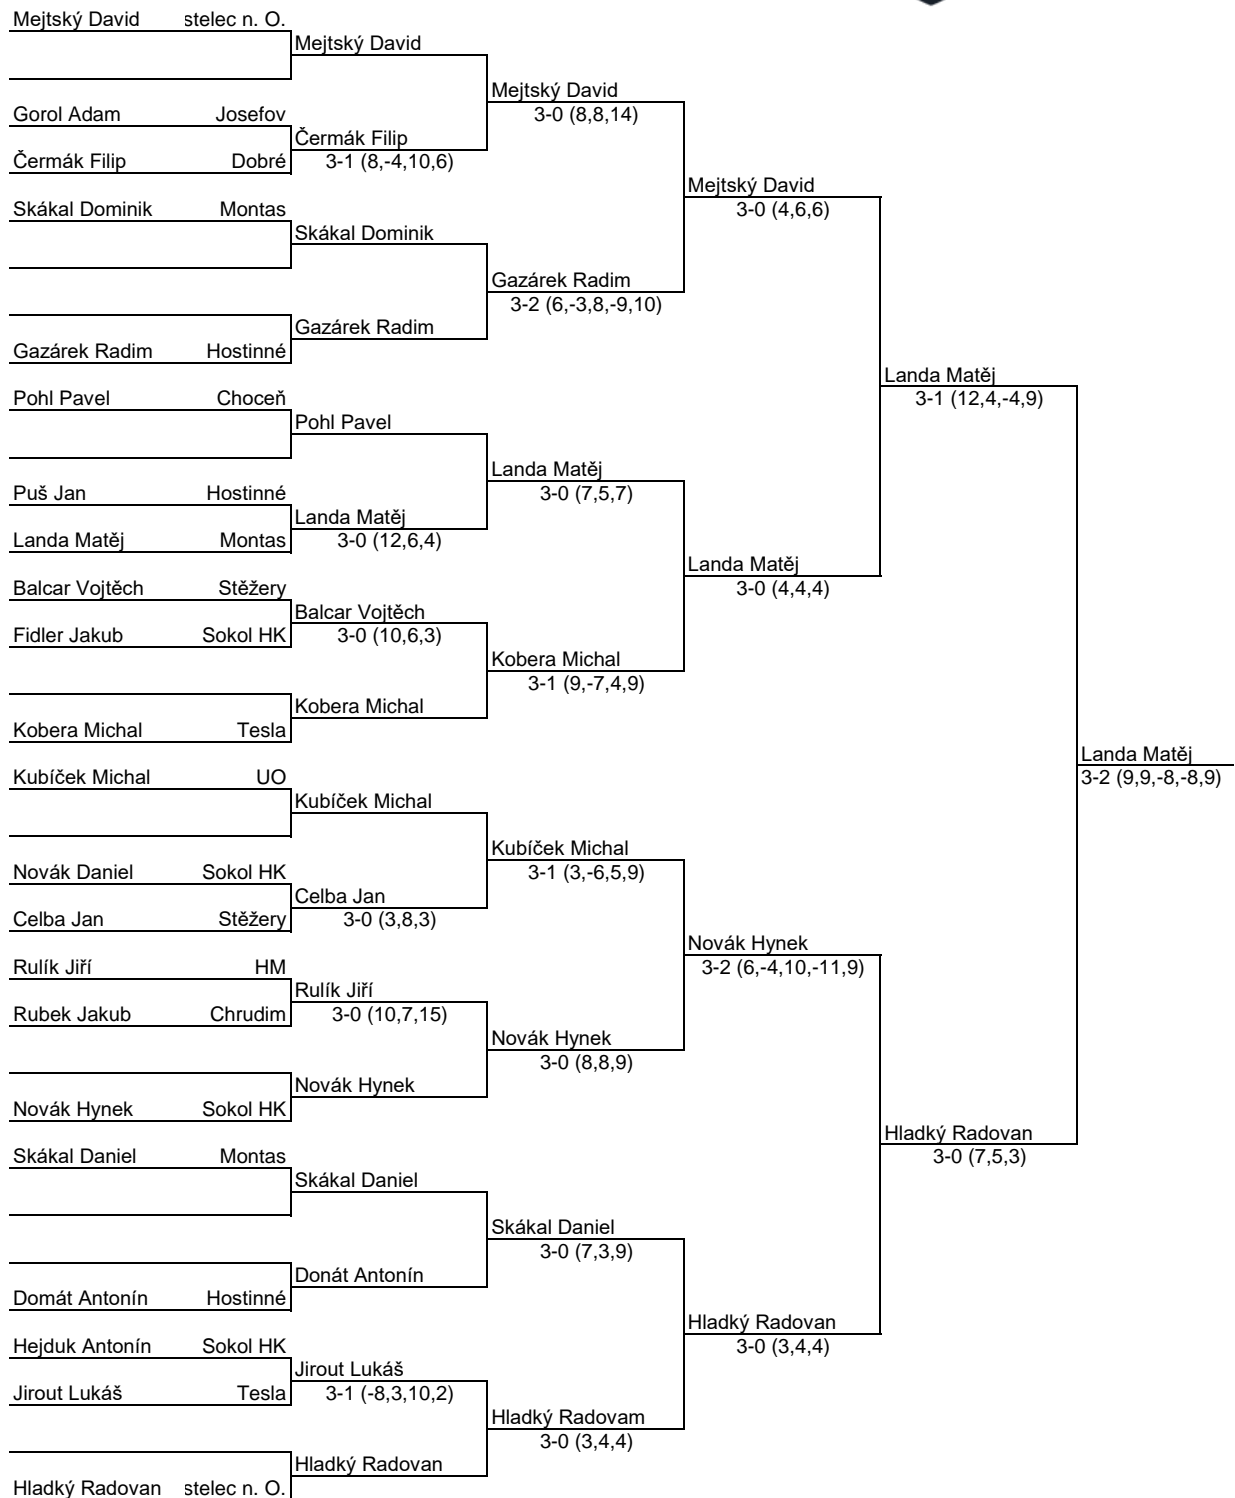 Mejtský David stelec n. O.
Mejtský David
Mejtský David
3-0 (8,8,14)
Gorol Adam Josefov
Čermák Filip
3-1 (8,-4,10,6)
Čermák Filip Dobré
Mejtský David
3-0 (4,6,6)
Skákal Dominik Montas
Skákal Dominik
Gazárek Radim
3-2 (6,-3,8,-9,10)
Gazárek Radim
Gazárek Radim Hostinné
Landa Matěj
3-1 (12,4,-4,9)
Pohl Pavel Choceň
Pohl Pavel
Landa Matěj
3-0 (7,5,7)
Puš Jan Hostinné
Landa Matěj
3-0 (12,6,4)
Landa Matěj Montas
Landa Matěj
3-0 (4,4,4)
Balcar Vojtěch Stěžery
Balcar Vojtěch
3-0 (10,6,3)
Fidler Jakub Sokol HK
Kobera Michal
3-1 (9,-7,4,9)
Kobera Michal
Kobera Michal Tesla
Landa Matěj
3-2 (9,9,-8,-8,9)
Kubíček Michal UO
Kubíček Michal
Kubíček Michal
3-1 (3,-6,5,9)
Novák Daniel Sokol HK
Celba Jan
3-0 (3,8,3)
Celba Jan Stěžery
Novák Hynek
3-2 (6,-4,10,-11,9)
Rulík Jiří HM
Rulík Jiří
3-0 (10,7,15)
Rubek Jakub Chrudim
Novák Hynek
3-0 (8,8,9)
Novák Hynek
Novák Hynek Sokol HK
Hladký Radovan
3-0 (7,5,3)
Skákal Daniel Montas
Skákal Daniel
Skákal Daniel
3-0 (7,3,9)
Donát Antonín
Domát Antonín Hostinné
Hladký Radovan
3-0 (3,4,4)
Hejduk Antonín Sokol HK
Jirout Lukáš
3-1 (-8,3,10,2)
Jirout Lukáš Tesla
Hladký Radovam
3-0 (3,4,4)
Hladký Radovan
Hladký Radovan stelec n. O.